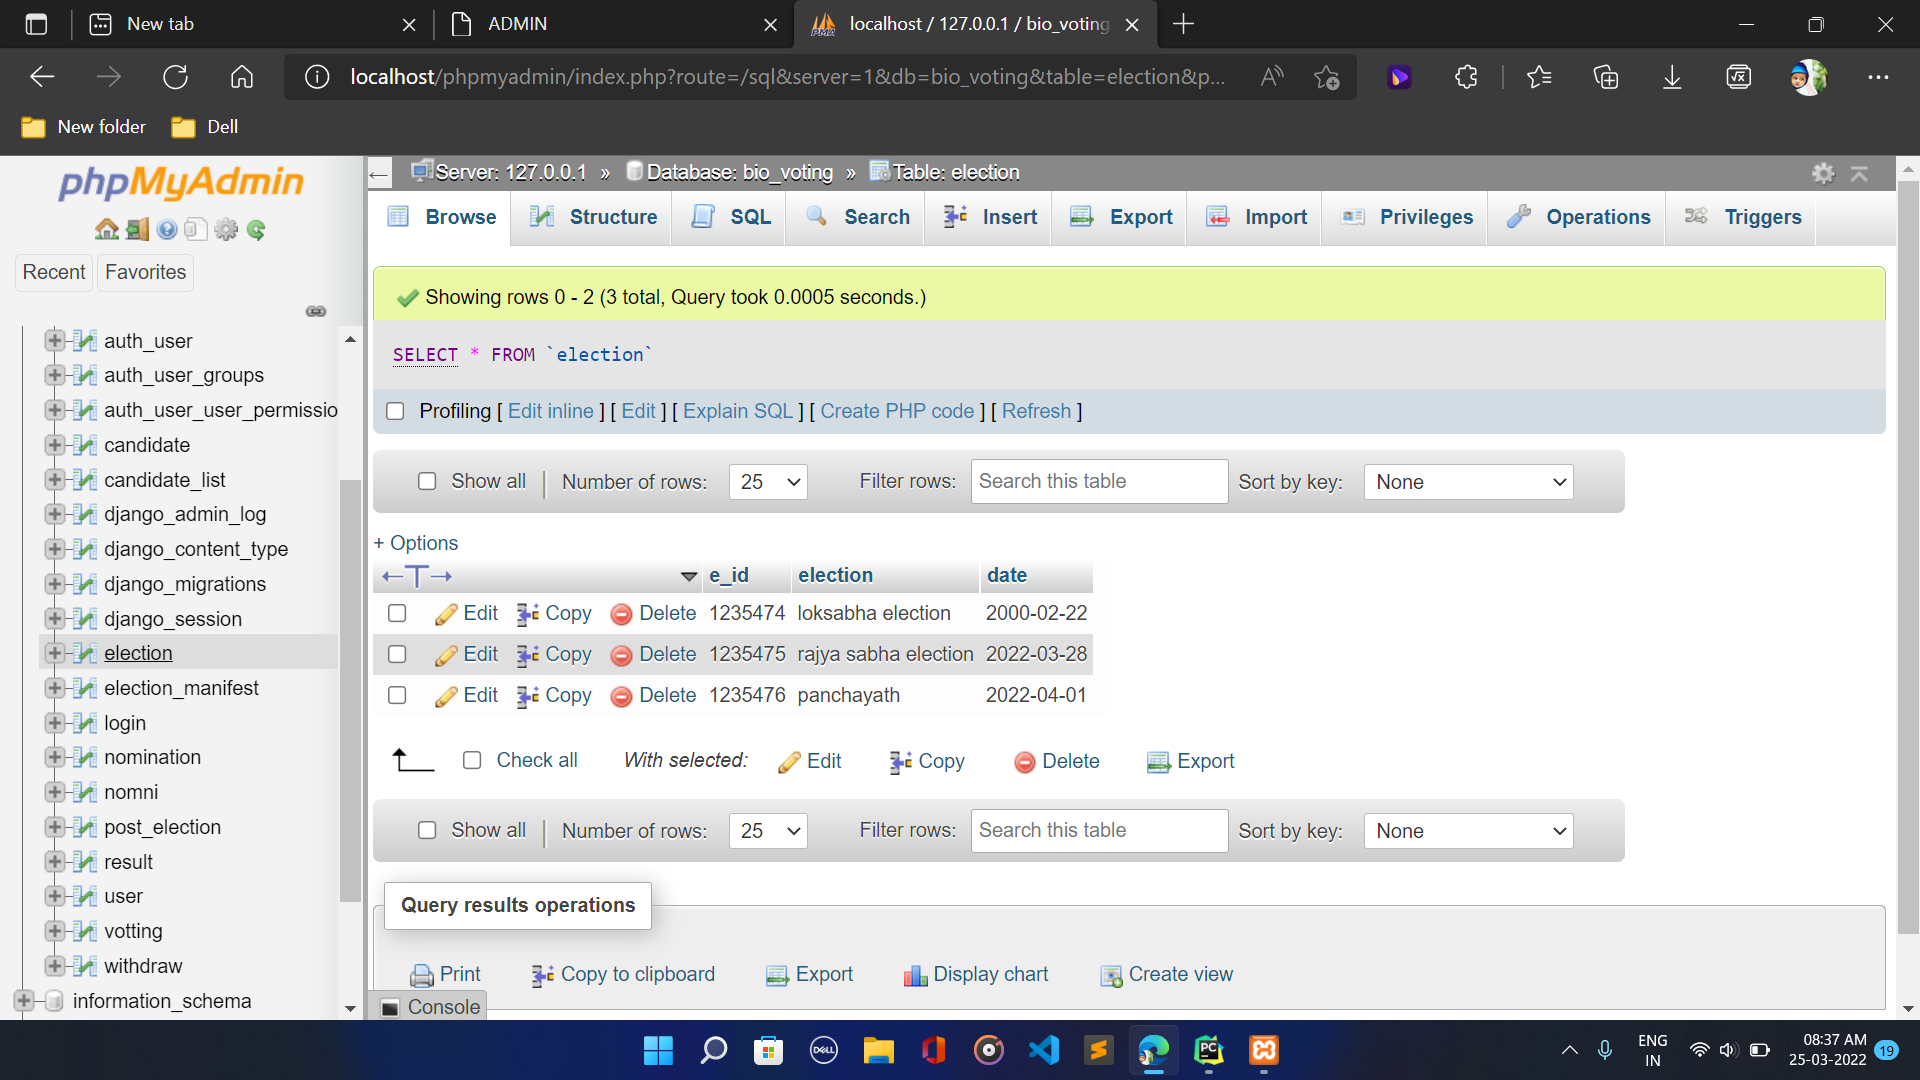 New tab
ADMIN
localhost / 127.0.0.1 / bio_voting
localhost/phpmyadmin/index.php?route=/sql&server=1&db=bio_voting&table=election&p...
New folder
Dell
phpMyAdmin
Recent
Favorites
auth_user
auth_user_groups
auth_user_user_permissio
candidate
candidate_list
django_admin_log
django_content_type
django_migrations
django_session
election
election_manifest
login
nomination
nomni
post_election
result
user
votting
withdraw
information_schema
Server: 127.0.0.1 » Database: bio_voting » Table: election
Browse
Structure
SQL
Search
Insert
Export
Import
Privileges
Operations
Triggers
Showing rows 0 - 2 (3 total, Query took 0.0005 seconds.)
SELECT * FROM `election`
Profiling [ Edit inline ] [ Edit ] [ Explain SQL ] [ Create PHP code ] [ Refresh ]
Show all | Number of rows: 25 Filter rows: Search this table Sort by key: None
+ Options
←T→ e_id election date
Edit Copy Delete 1235474 loksabha election 2000-02-22
Edit Copy Delete 1235475 rajya sabha election 2022-03-28
Edit Copy Delete 1235476 panchayath 2022-04-01
Check all With selected: Edit Copy Delete Export
Show all | Number of rows: 25 Filter rows: Search this table Sort by key: None
Query results operations
Print Copy to clipboard Export Display chart Create view
Console
DELL
PC
ENG
IN
08:37 AM
25-03-2022
19